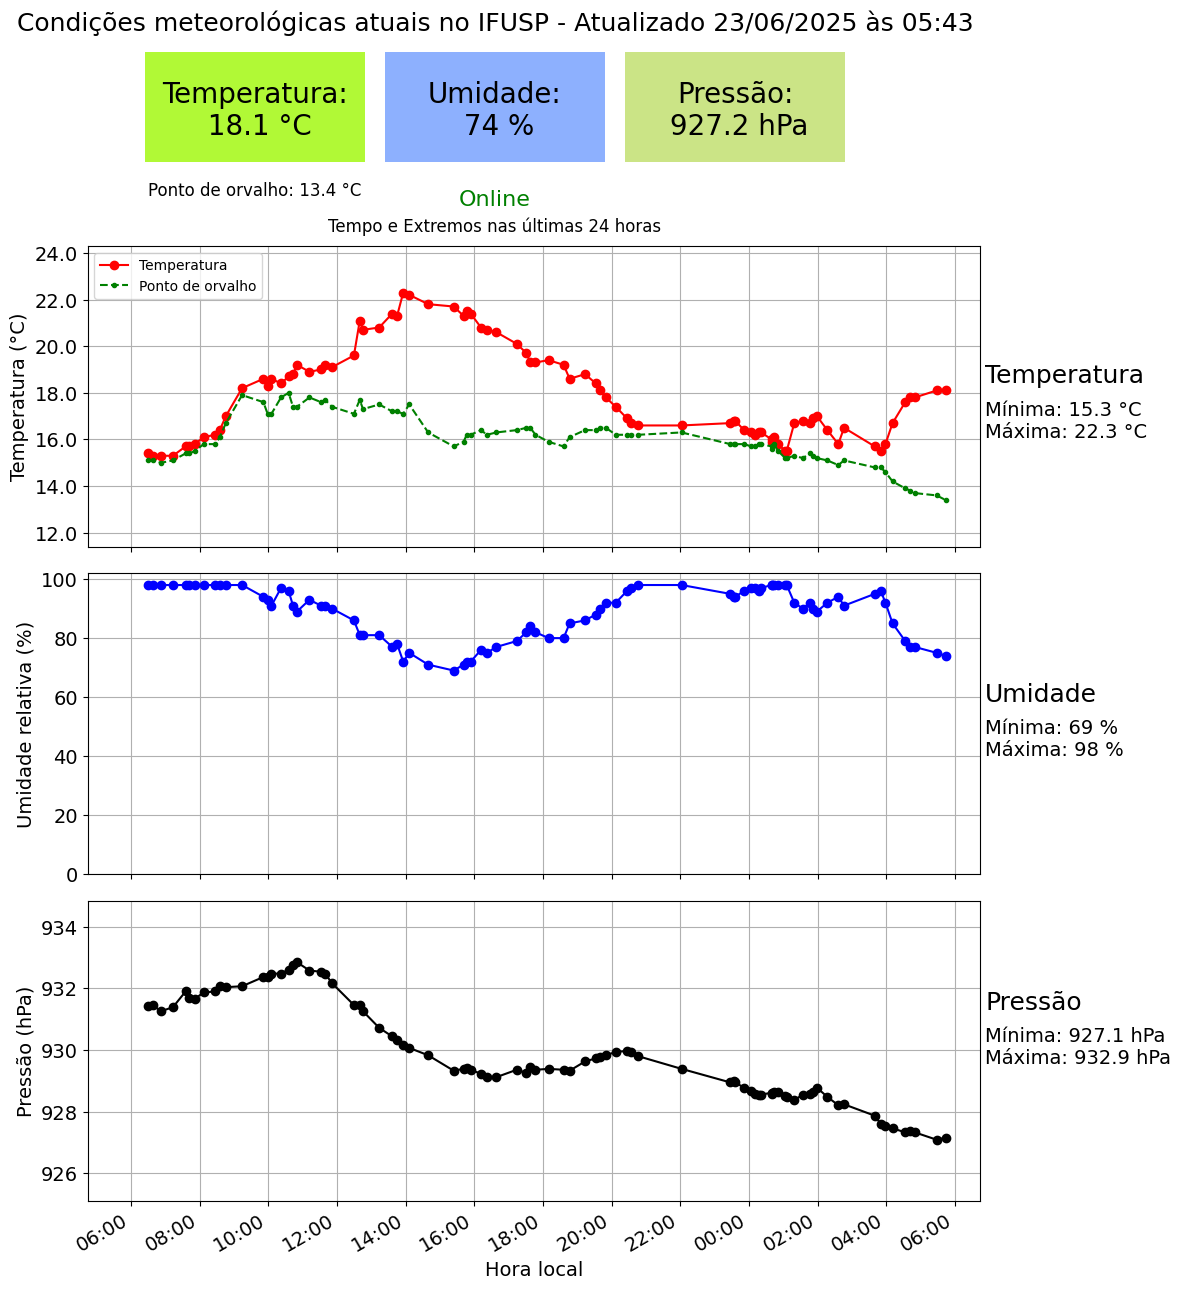 Condições meteorológicas atuais no IFUSP - Atualizado 23/06/2025 às 05:43
Temperatura:
18.1 °C
Umidade:
74 %
Pressão:
927.2 hPa
Ponto de orvalho: 13.4 °C
Online
Tempo e Extremos nas últimas 24 horas
Temperatura (°C)
24.0
22.0
20.0
18.0
16.0
14.0
12.0
Temperatura
Ponto de orvalho
Temperatura
Mínima: 15.3 °C
Máxima: 22.3 °C
Umidade relativa (%)
100
80
60
40
20
0
Umidade
Mínima: 69 %
Máxima: 98 %
Pressão (hPa)
934
932
930
928
926
Pressão
Mínima: 927.1 hPa
Máxima: 932.9 hPa
06:00 08:00 10:00 12:00 14:00 16:00 18:00 20:00 22:00 00:00 02:00 04:00 06:00
Hora local